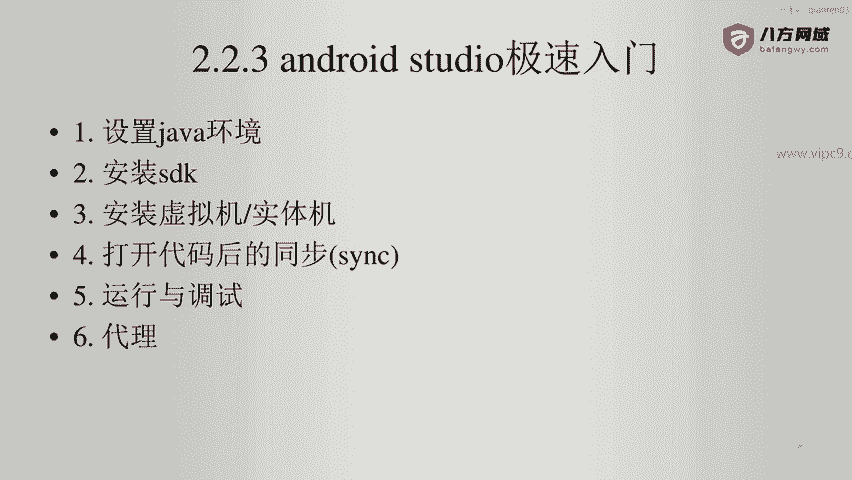 八方网域
bafangwy.com
2.2.3 android studio极速入门
• 1. 设置java环境
www.vipc9.
• 2. 安装sdk
• 3. 安装虚拟机/实体机
• 4. 打开代码后的同步(sync)
• 5. 运行与调试
• 6. 代理